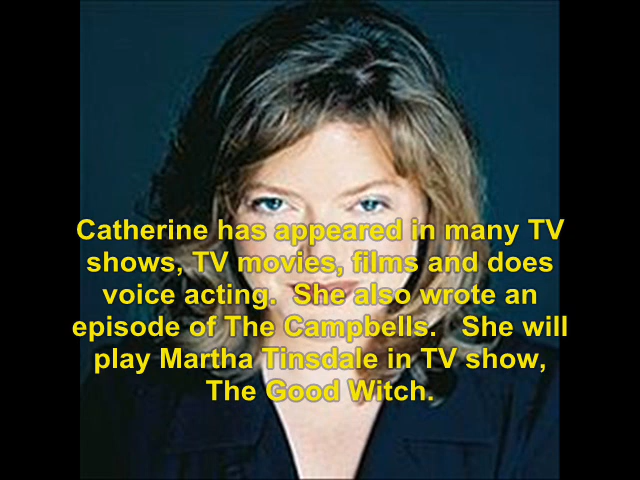 Catherine has appeared in many TV
shows, TV movies, films and does
voice acting.  She also wrote an
episode of The Campbells.   She will
play Martha Tinsdale in TV show,
The Good Witch.